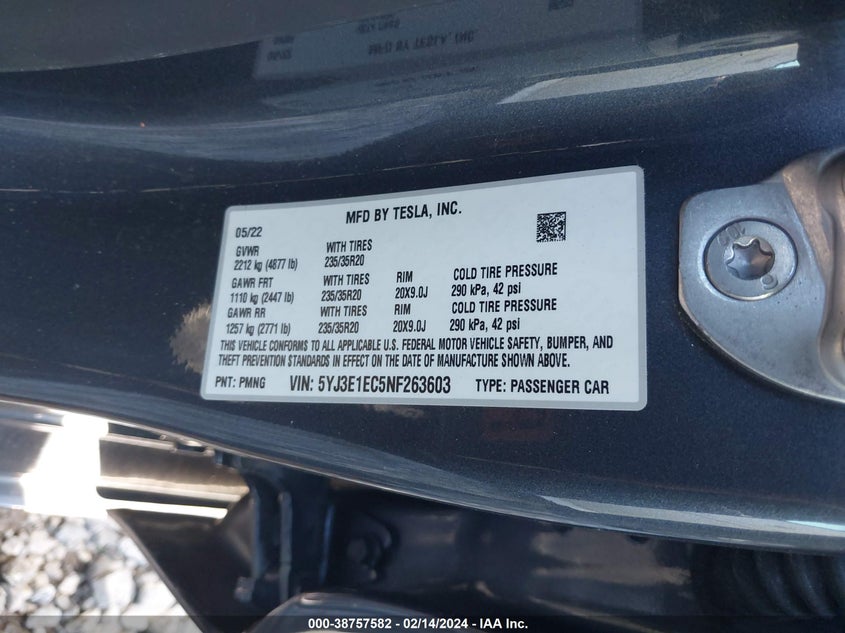 MFD BY TESLA, INC.
05/22
GVWR WITH TIRES
2212 kg (4877 lb) 235/35R20
GAWR FRT WITH TIRES RIM COLD TIRE PRESSURE
1110 kg (2447 lb) 235/35R20 20X9.0J 290 kPa, 42 psi
GAWR RR WITH TIRES RIM COLD TIRE PRESSURE
1257 kg (2771 lb) 235/35R20 20X9.0J 290 kPa, 42 psi
THIS VEHICLE CONFORMS TO ALL APPLICABLE U.S. FEDERAL MOTOR VEHICLE SAFETY, BUMPER, AND
THEFT PREVENTION STANDARDS IN EFFECT ON THE DATE OF MANUFACTURE SHOWN ABOVE.
PNT: PMNG VIN: 5YJ3E1EC5NF263603 TYPE: PASSENGER CAR
000-38757582 - 02/14/2024 - IAA Inc.